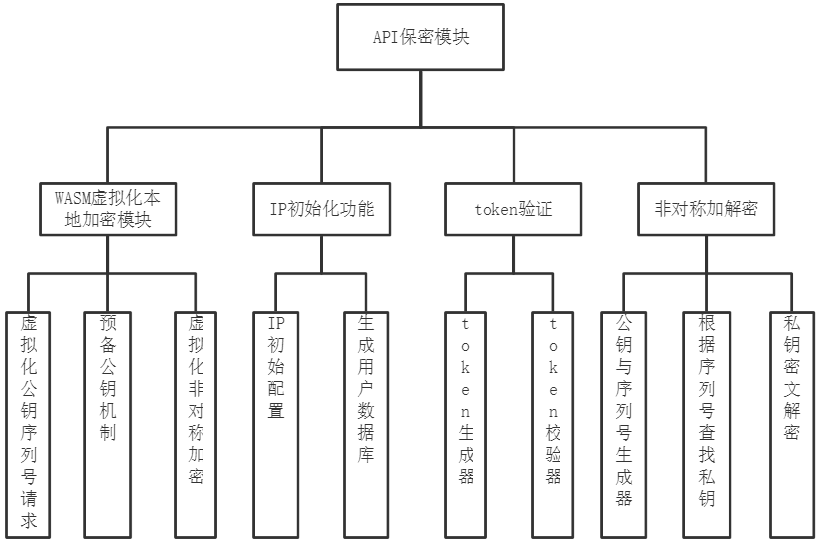 API保密模块
WASM虚拟化本
地加密模块
IP初始化功能
token验证
非对称加解密
虚拟化公钥序列号请求
预备公钥机制
虚拟化非对称加密
IP初始配置
生成用户数据库
token生成器
token校验器
公钥与序列号生成器
根据序列号查找私钥
私钥密文解密